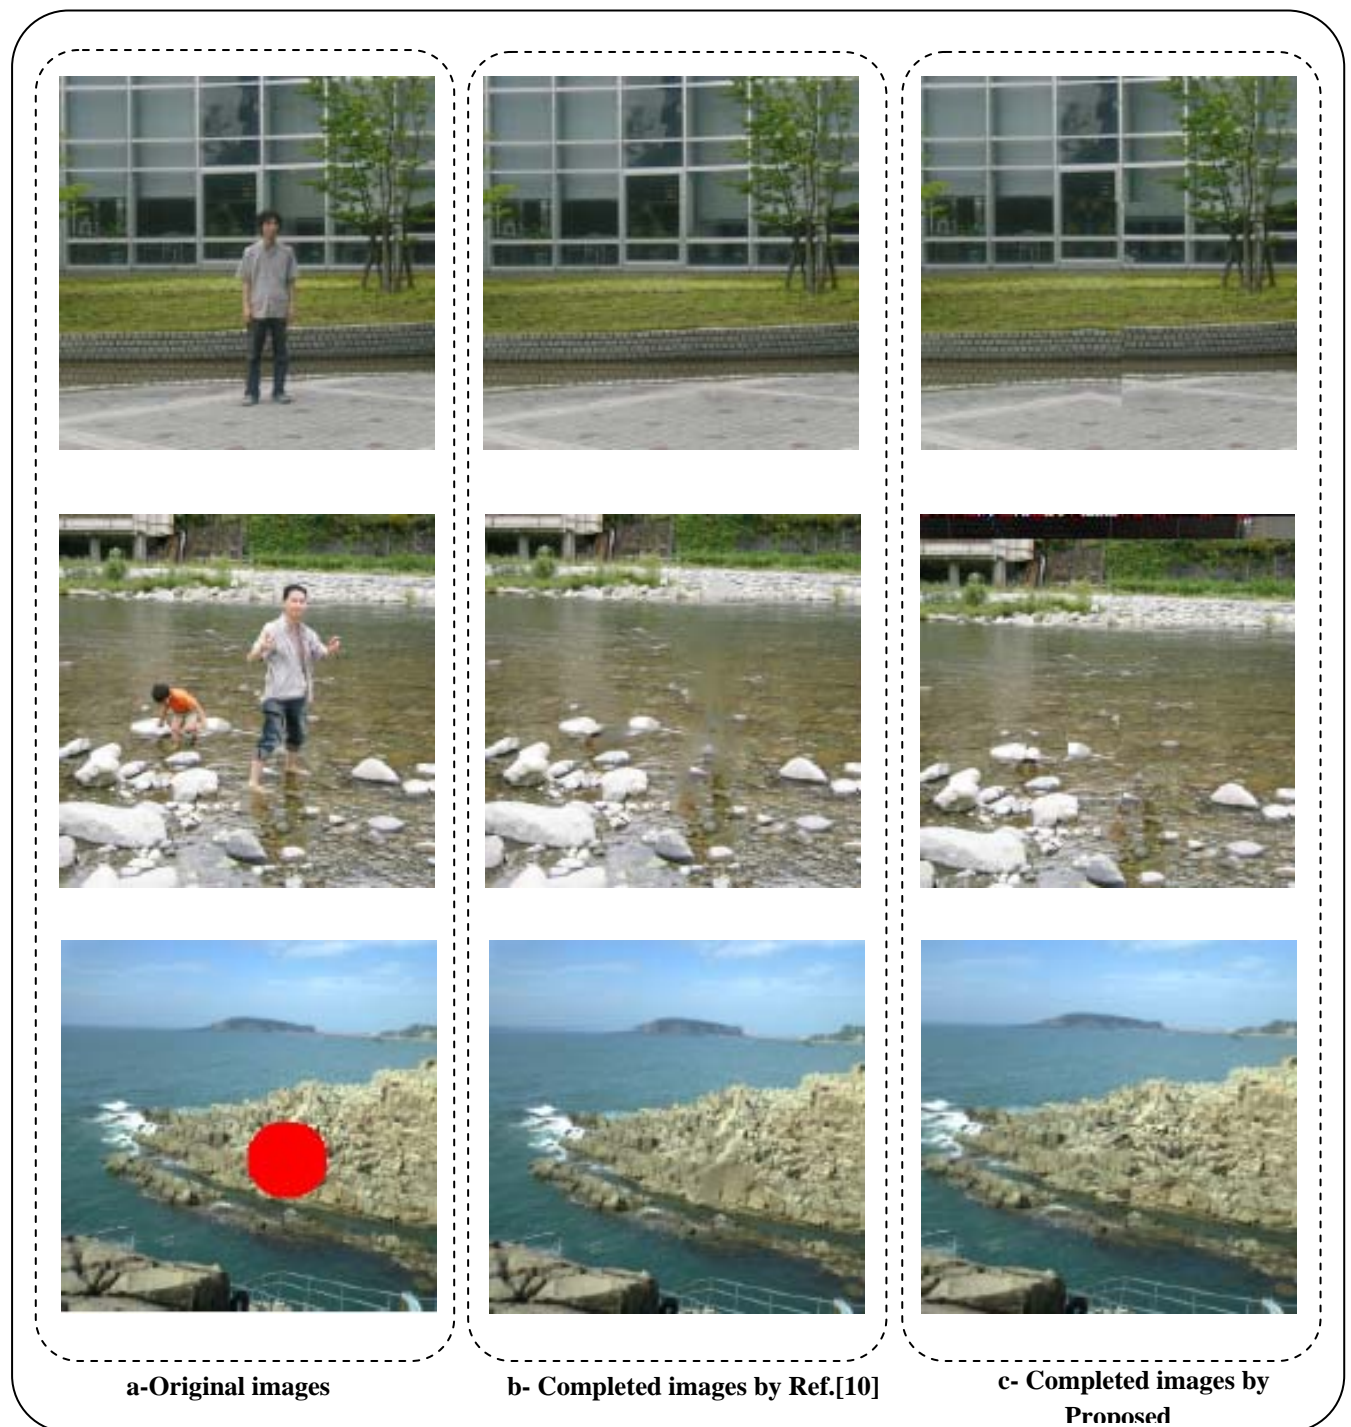 a-Original images
b- Completed images by Ref.[10]
c- Completed images by
Proposed